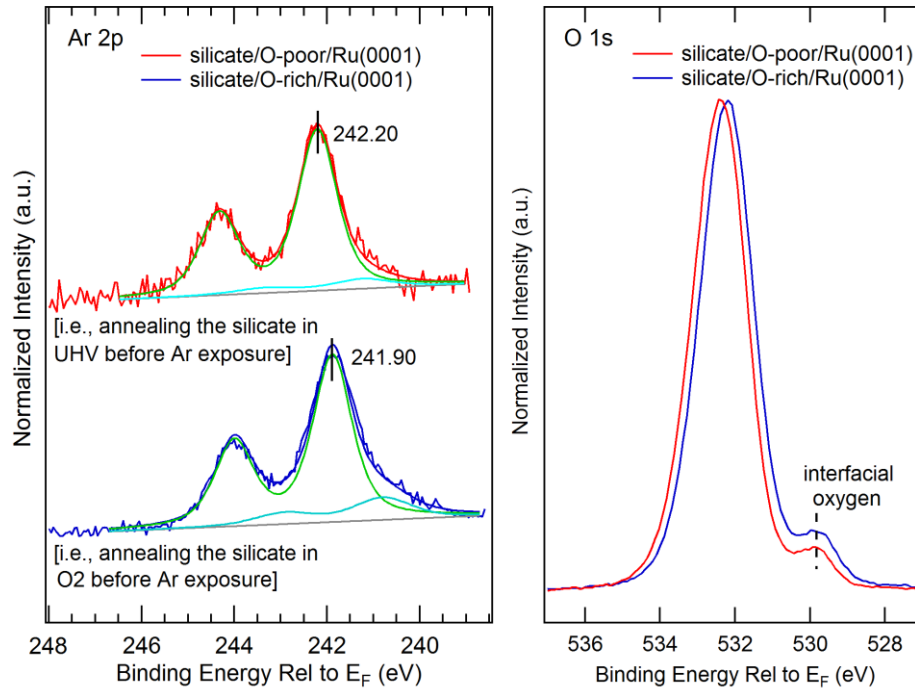 Ar 2p
silicate/O-poor/Ru(0001)
silicate/O-rich/Ru(0001)
242.20
[i.e., annealing the silicate in
UHV before Ar exposure]
241.90
[i.e., annealing the silicate in
O2 before Ar exposure]
Normalized Intensity (a.u.)
248 246 244 242 240
Binding Energy Rel to E_F (eV)
O 1s
silicate/O-poor/Ru(0001)
silicate/O-rich/Ru(0001)
interfacial
oxygen
Normalized Intensity (a.u.)
536 534 532 530 528
Binding Energy Rel to E_F (eV)